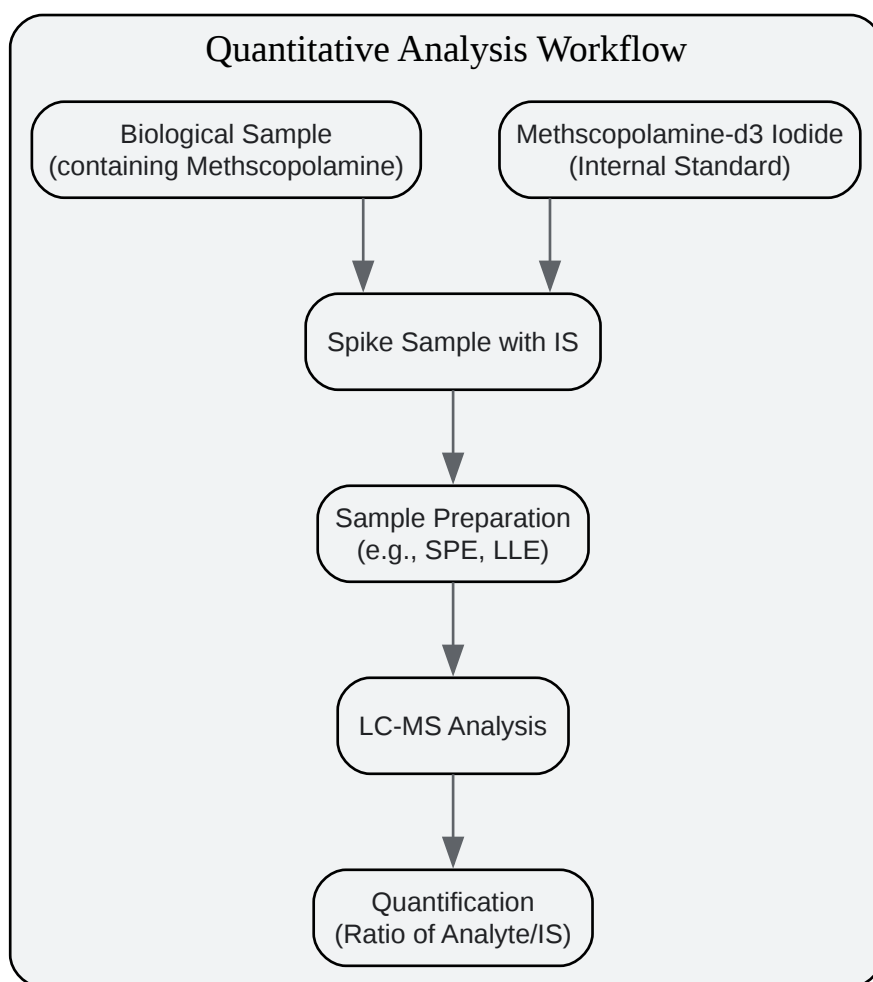 Quantitative Analysis Workflow
Biological Sample
(containing Methscopolamine)
Methscopolamine-d3 Iodide
(Internal Standard)
Spike Sample with IS
Sample Preparation
(e.g., SPE, LLE)
LC-MS Analysis
Quantification
(Ratio of Analyte/IS)